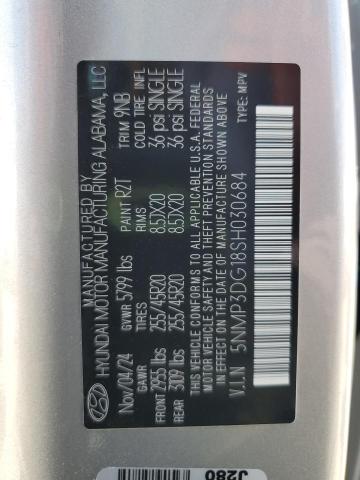 MANUFACTURED BY
HYUNDAI MOTOR MANUFACTURING ALABAMA, LLC
Nov/04/24 GVWR 5799 lbs PAINT R2T TRIM 9NB
GAWR TIRES RIMS COLD TIRE INFL
FRONT 2955 lbs 255/45R20 8.5JX20 36 psi SINGLE
REAR 3109 lbs 255/45R20 8.5JX20 36 psi SINGLE
THIS VEHICLE CONFORMS TO ALL APPLICABLE U.S.A. FEDERAL
MOTOR VEHICLE SAFETY AND THEFT PREVENTION STANDARDS
IN EFFECT ON THE DATE OF MANUFACTURE SHOWN ABOVE.
V.I.N 5NMP3DG18SH030684 TYPE: MPV
J280